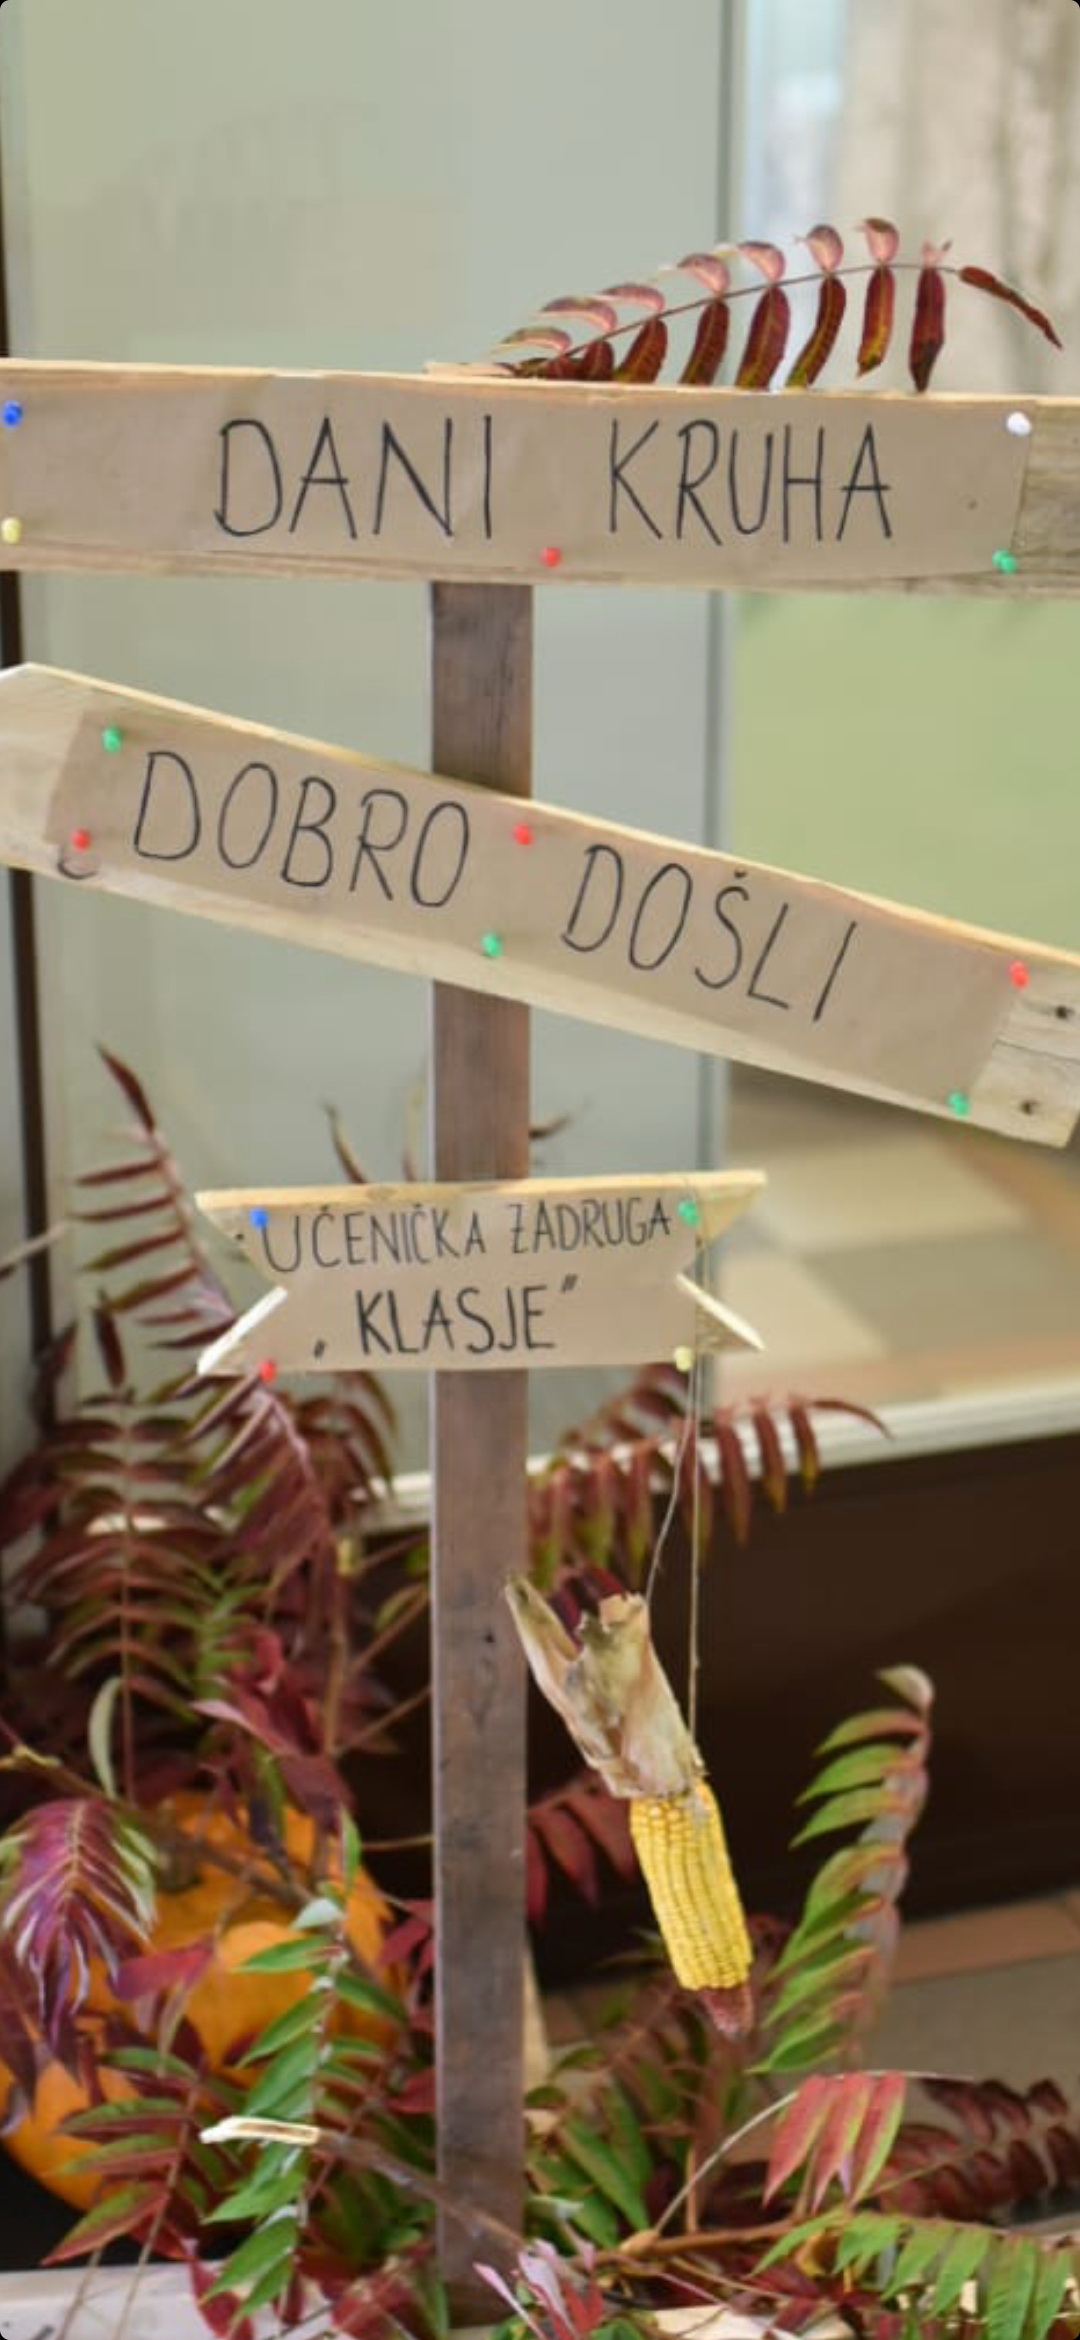 DANI KRUHA
DOBRO DOŠLI
UČENIČKA ZADRUGA
„KLASJE”